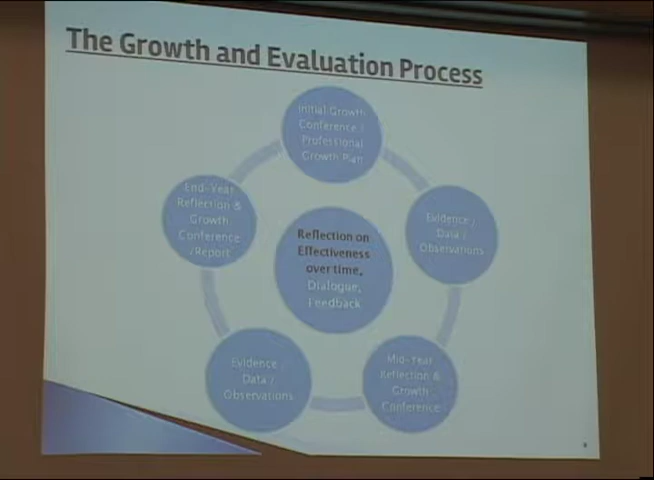 The Growth and Evaluation Process
Initial Growth
Conference /
Professional
Growth Plan
Evidence /
Data /
Observations
Mid-Year
Reflection &
Growth
Conference
Evidence /
Data /
Observations
End-Year
Reflection &
Growth
Conference
/Report
Reflection on
Effectiveness
over time,
Dialogue,
Feedback